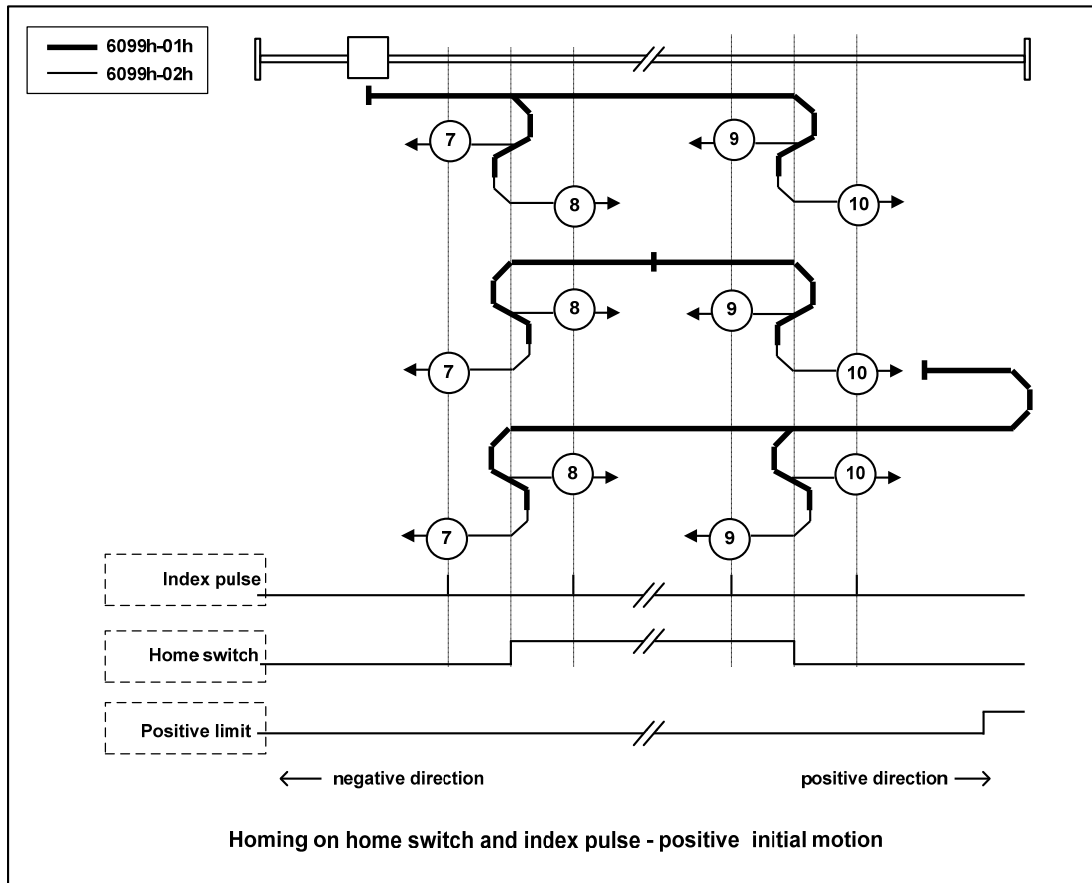 6099h-01h
6099h-02h
7
9
8
10
8
9
7
10
8
10
7
9
Index pulse
Home switch
Positive limit
negative direction
positive direction
Homing on home switch and index pulse - positive initial motion